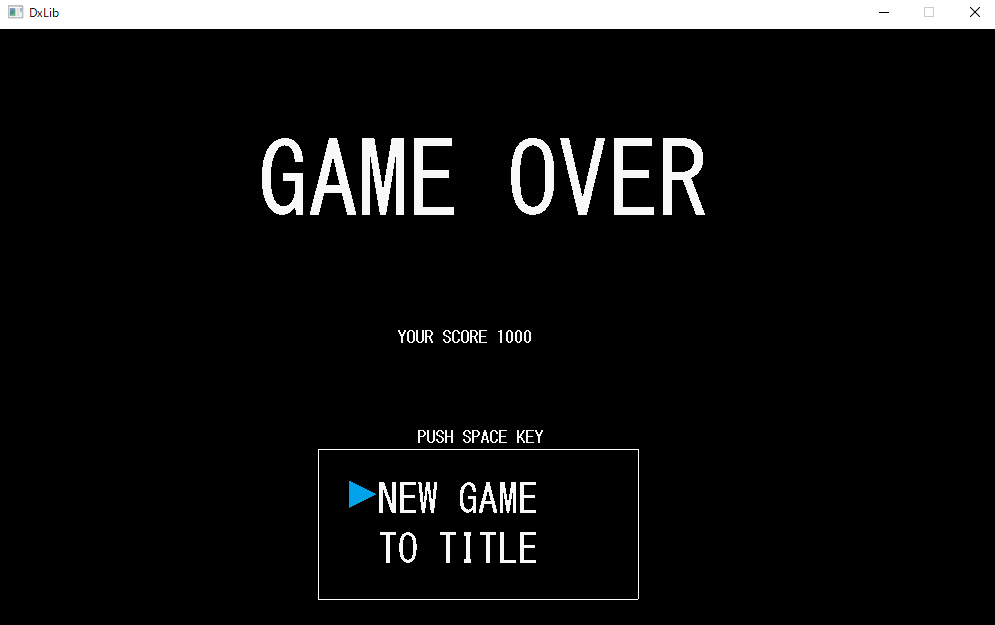 DxLib
GAME OVER
YOUR SCORE 1000
PUSH SPACE KEY
NEW GAME
TO TITLE